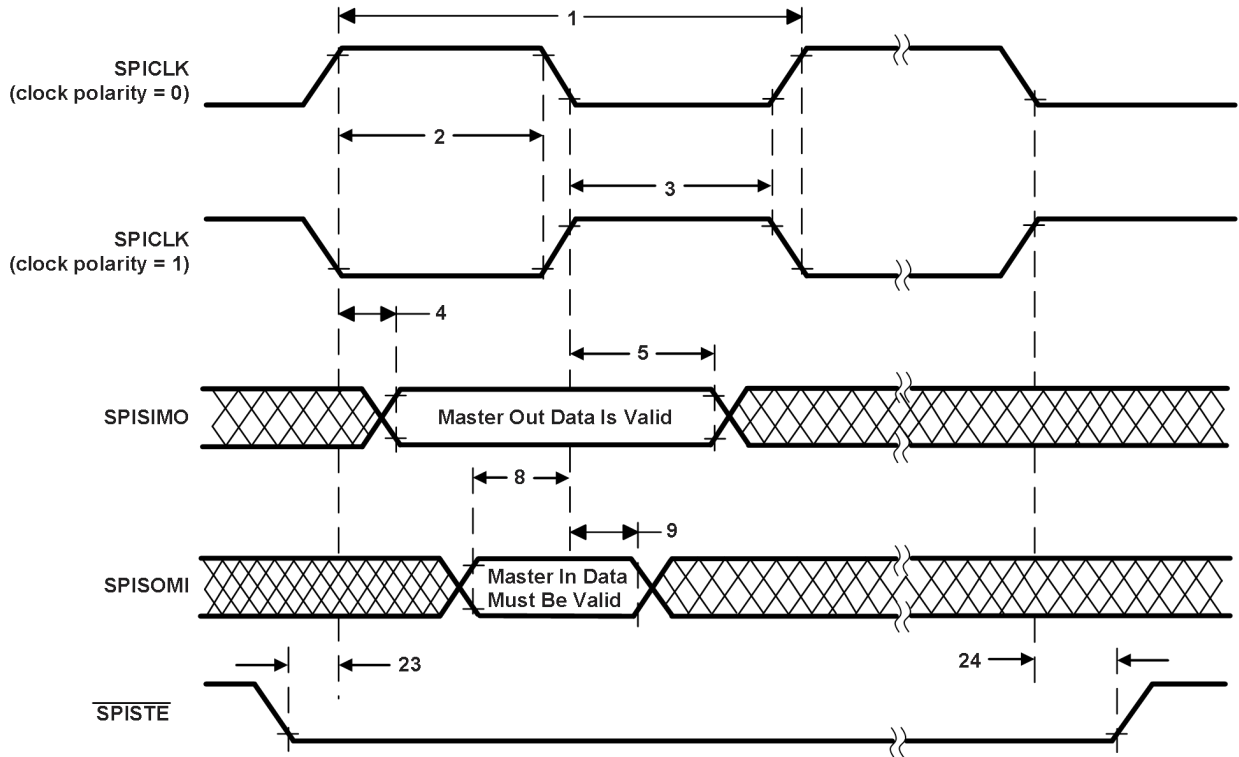 1
SPICLK
(clock polarity = 0)
2
3
SPICLK
(clock polarity = 1)
4
5
SPISIMO
Master Out Data Is Valid
8
9
SPISOMI
Master In Data
Must Be Valid
23
24
SPISTE